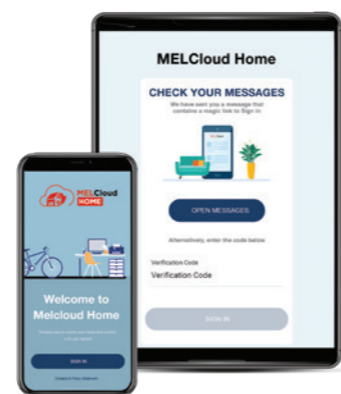 MELCloud Home
CHECK YOUR MESSAGES
We have sent you a message that
contains a magic link to Sign in
OPEN MESSAGES
Alternatively, enter the code below
Verification Code
Verification Code
SIGN IN
MELCloud
HOME
Welcome to
Melcloud Home
SIGN IN